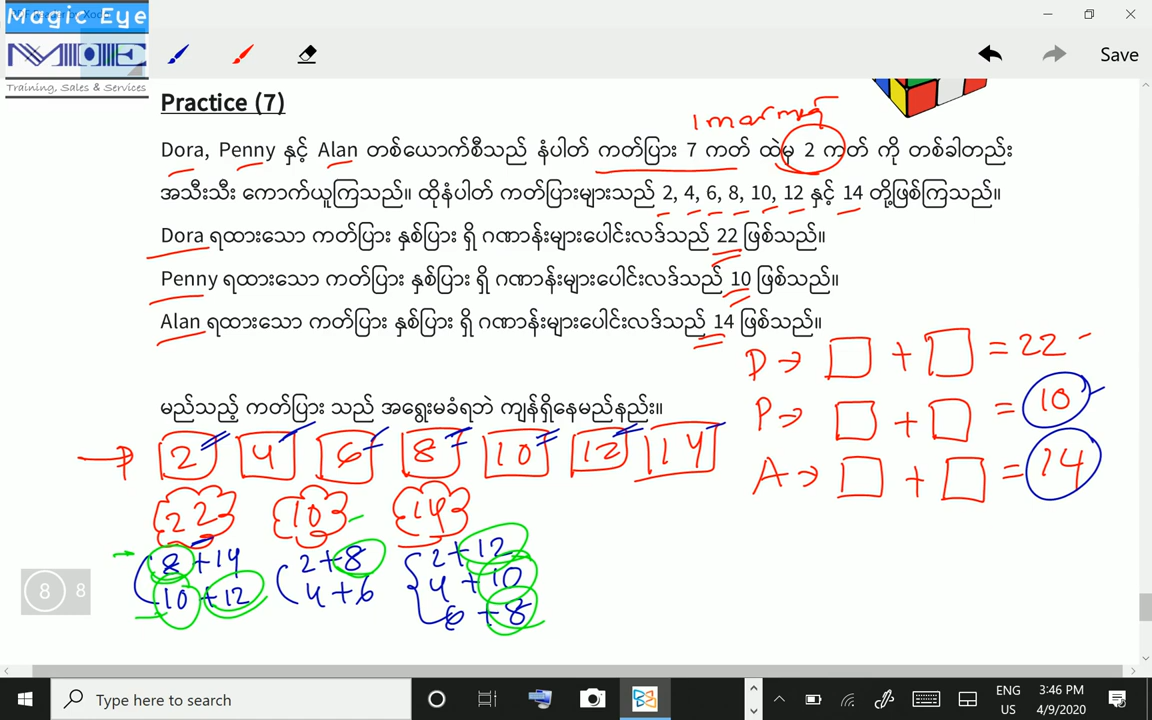 Magic Eye
MOE
Training, Sales & Services
Save
Practice (7)
1 ကတ်ကျန်
Dora, Penny နှင့် Alan တစ်ယောက်စီသည် နံပါတ် ကတ်ပြား 7 ကတ် ထဲမှ 2 ကတ် ကို တစ်ခါတည်း
အသီးသီး ကောက်ယူကြသည်။ ထိုနံပါတ် ကတ်ပြားများသည် 2, 4, 6, 8, 10, 12 နှင့် 14 တို့ဖြစ်ကြသည်။
Dora ရထားသော ကတ်ပြား နှစ်ပြား ရှိ ဂဏာန်းများပေါင်းလဒ်သည် 22 ဖြစ်သည်။
Penny ရထားသော ကတ်ပြား နှစ်ပြား ရှိ ဂဏာန်းများပေါင်းလဒ်သည် 10 ဖြစ်သည်။
Alan ရထားသော ကတ်ပြား နှစ်ပြား ရှိ ဂဏာန်းများပေါင်းလဒ်သည် 14 ဖြစ်သည်။
D → □ + □ = 22
P → □ + □ = 10
A → □ + □ = 14
မည်သည့် ကတ်ပြား သည် အရွေးမခံရဘဲ ကျန်ရှိနေမည်နည်း။
→ 2 4 6 8 10 12 14
22 10 14
8+14 2+8 2+12
10+12 4+6 4+10
6+8
8 8
Type here to search
ENG
US
3:46 PM
4/9/2020